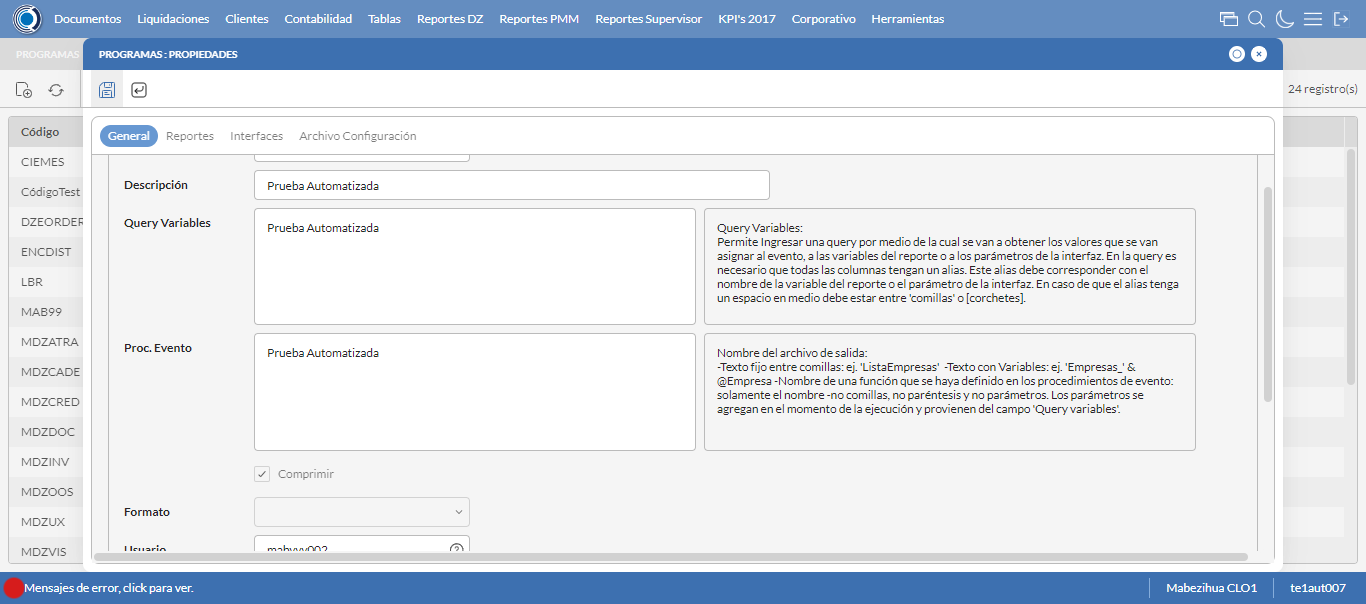 Documentos Liquidaciones Clientes Contabilidad Tablas Reportes DZ Reportes PMM Reportes Supervisor KPI's 2017 Corporativo Herramientas
PROGRAMAS
PROGRAMAS : PROPIEDADES
24 registro(s)
General Reportes Interfaces Archivo Configuración
Código
CIEMES
CódigoTest
DZEORDER
ENCDIST
LBR
MAB99
MDZATRA
MDZCADE
MDZCRED
MDZDOC
MDZINV
MDZOOS
MDZUX
MDZVIS
Descripción
Prueba Automatizada
Query Variables
Prueba Automatizada
Query Variables:
Permite Ingresar una query por medio de la cual se van a obtener los valores que se van
asignar al evento, a las variables del reporte o a los parámetros de la interfaz. En la query es
necesario que todas las columnas tengan un alias. Este alias debe corresponder con el
nombre de la variable del reporte o el parámetro de la interfaz. En caso de que el alias tenga
un espacio en medio debe estar entre 'comillas' o [corchetes].
Proc. Evento
Prueba Automatizada
Nombre del archivo de salida:
-Texto fijo entre comillas: ej. 'ListaEmpresas' -Texto con Variables: ej. 'Empresas_' &
@Empresa -Nombre de una función que se haya definido en los procedimientos de evento:
solamente el nombre -no comillas, no paréntesis y no parámetros. Los parámetros se
agregan en el momento de la ejecución y provienen del campo 'Query variables'.
Comprimir
Formato
Usuario
Mensajes de error, click para ver.
Mabezihua CLO1
te1aut007